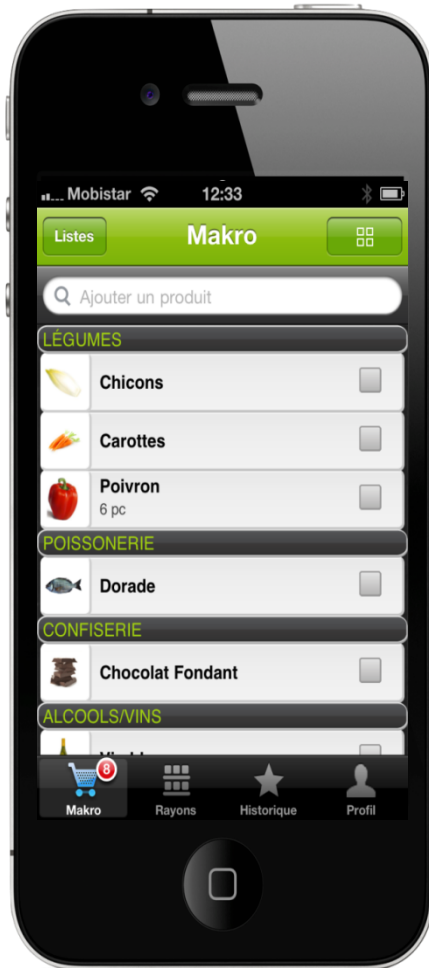 Mobistar 12:33
Listes Makro
Ajouter un produit
LÉGUMES
Chicons
Carottes
Poivron
6 pc
POISSONERIE
Dorade
CONFISERIE
Chocolat Fondant
ALCOOLS/VINS
8
Makro Rayons Historique Profil